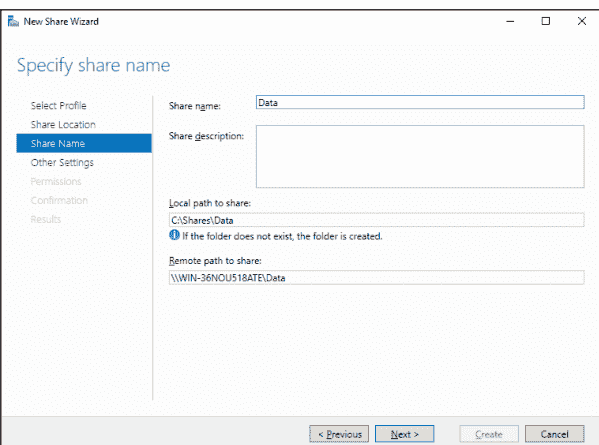 New Share Wizard
Specify share name
Select Profile
Share Location
Share Name
Other Settings
Permissions
Confirmation
Results
Share name:
Data
Share description:
Local path to share:
C:\Shares\Data
If the folder does not exist, the folder is created.
Remote path to share:
\\WIN-36NOU518ATE\Data
< Previous
Next >
Create
Cancel